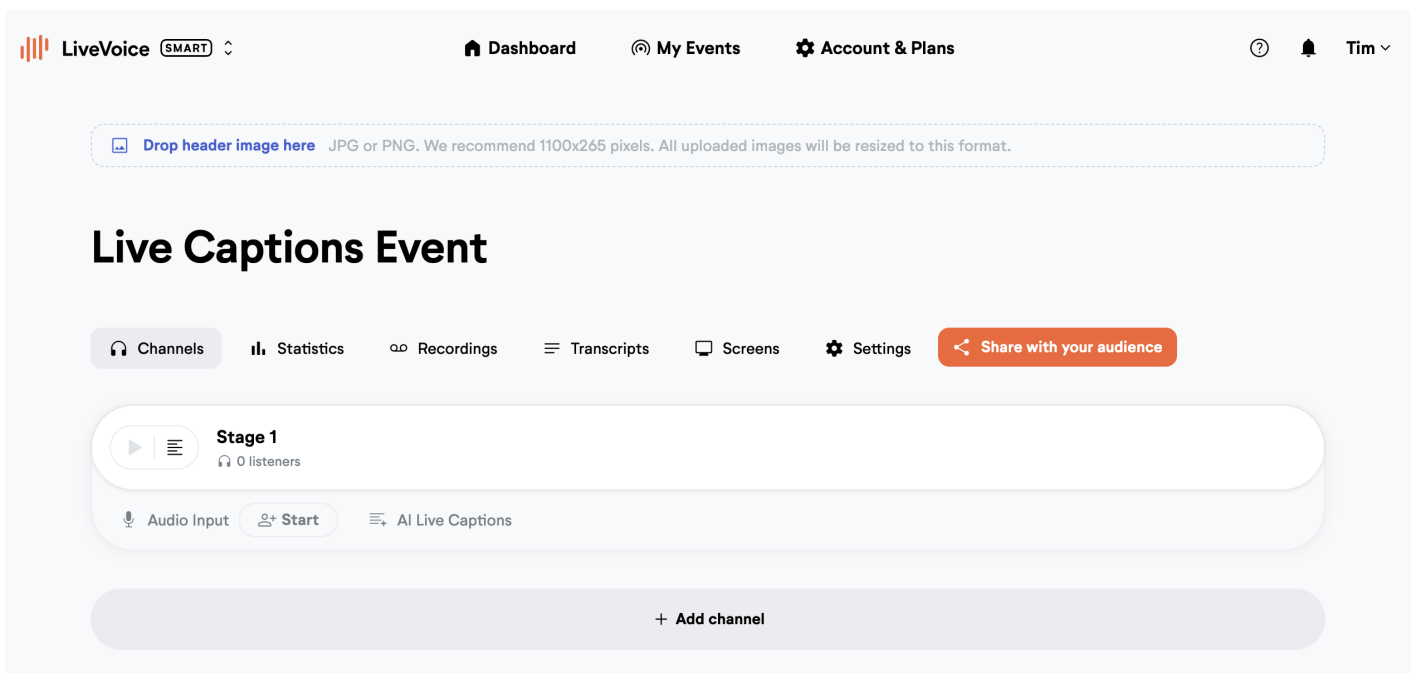 LiveVoice SMART Dashboard My Events Account & Plans Tim
Drop header image here JPG or PNG. We recommend 1100x265 pixels. All uploaded images will be resized to this format.
Live Captions Event
Channels Statistics Recordings Transcripts Screens Settings Share with your audience
Stage 1
0 listeners
Audio Input Start AI Live Captions
+ Add channel